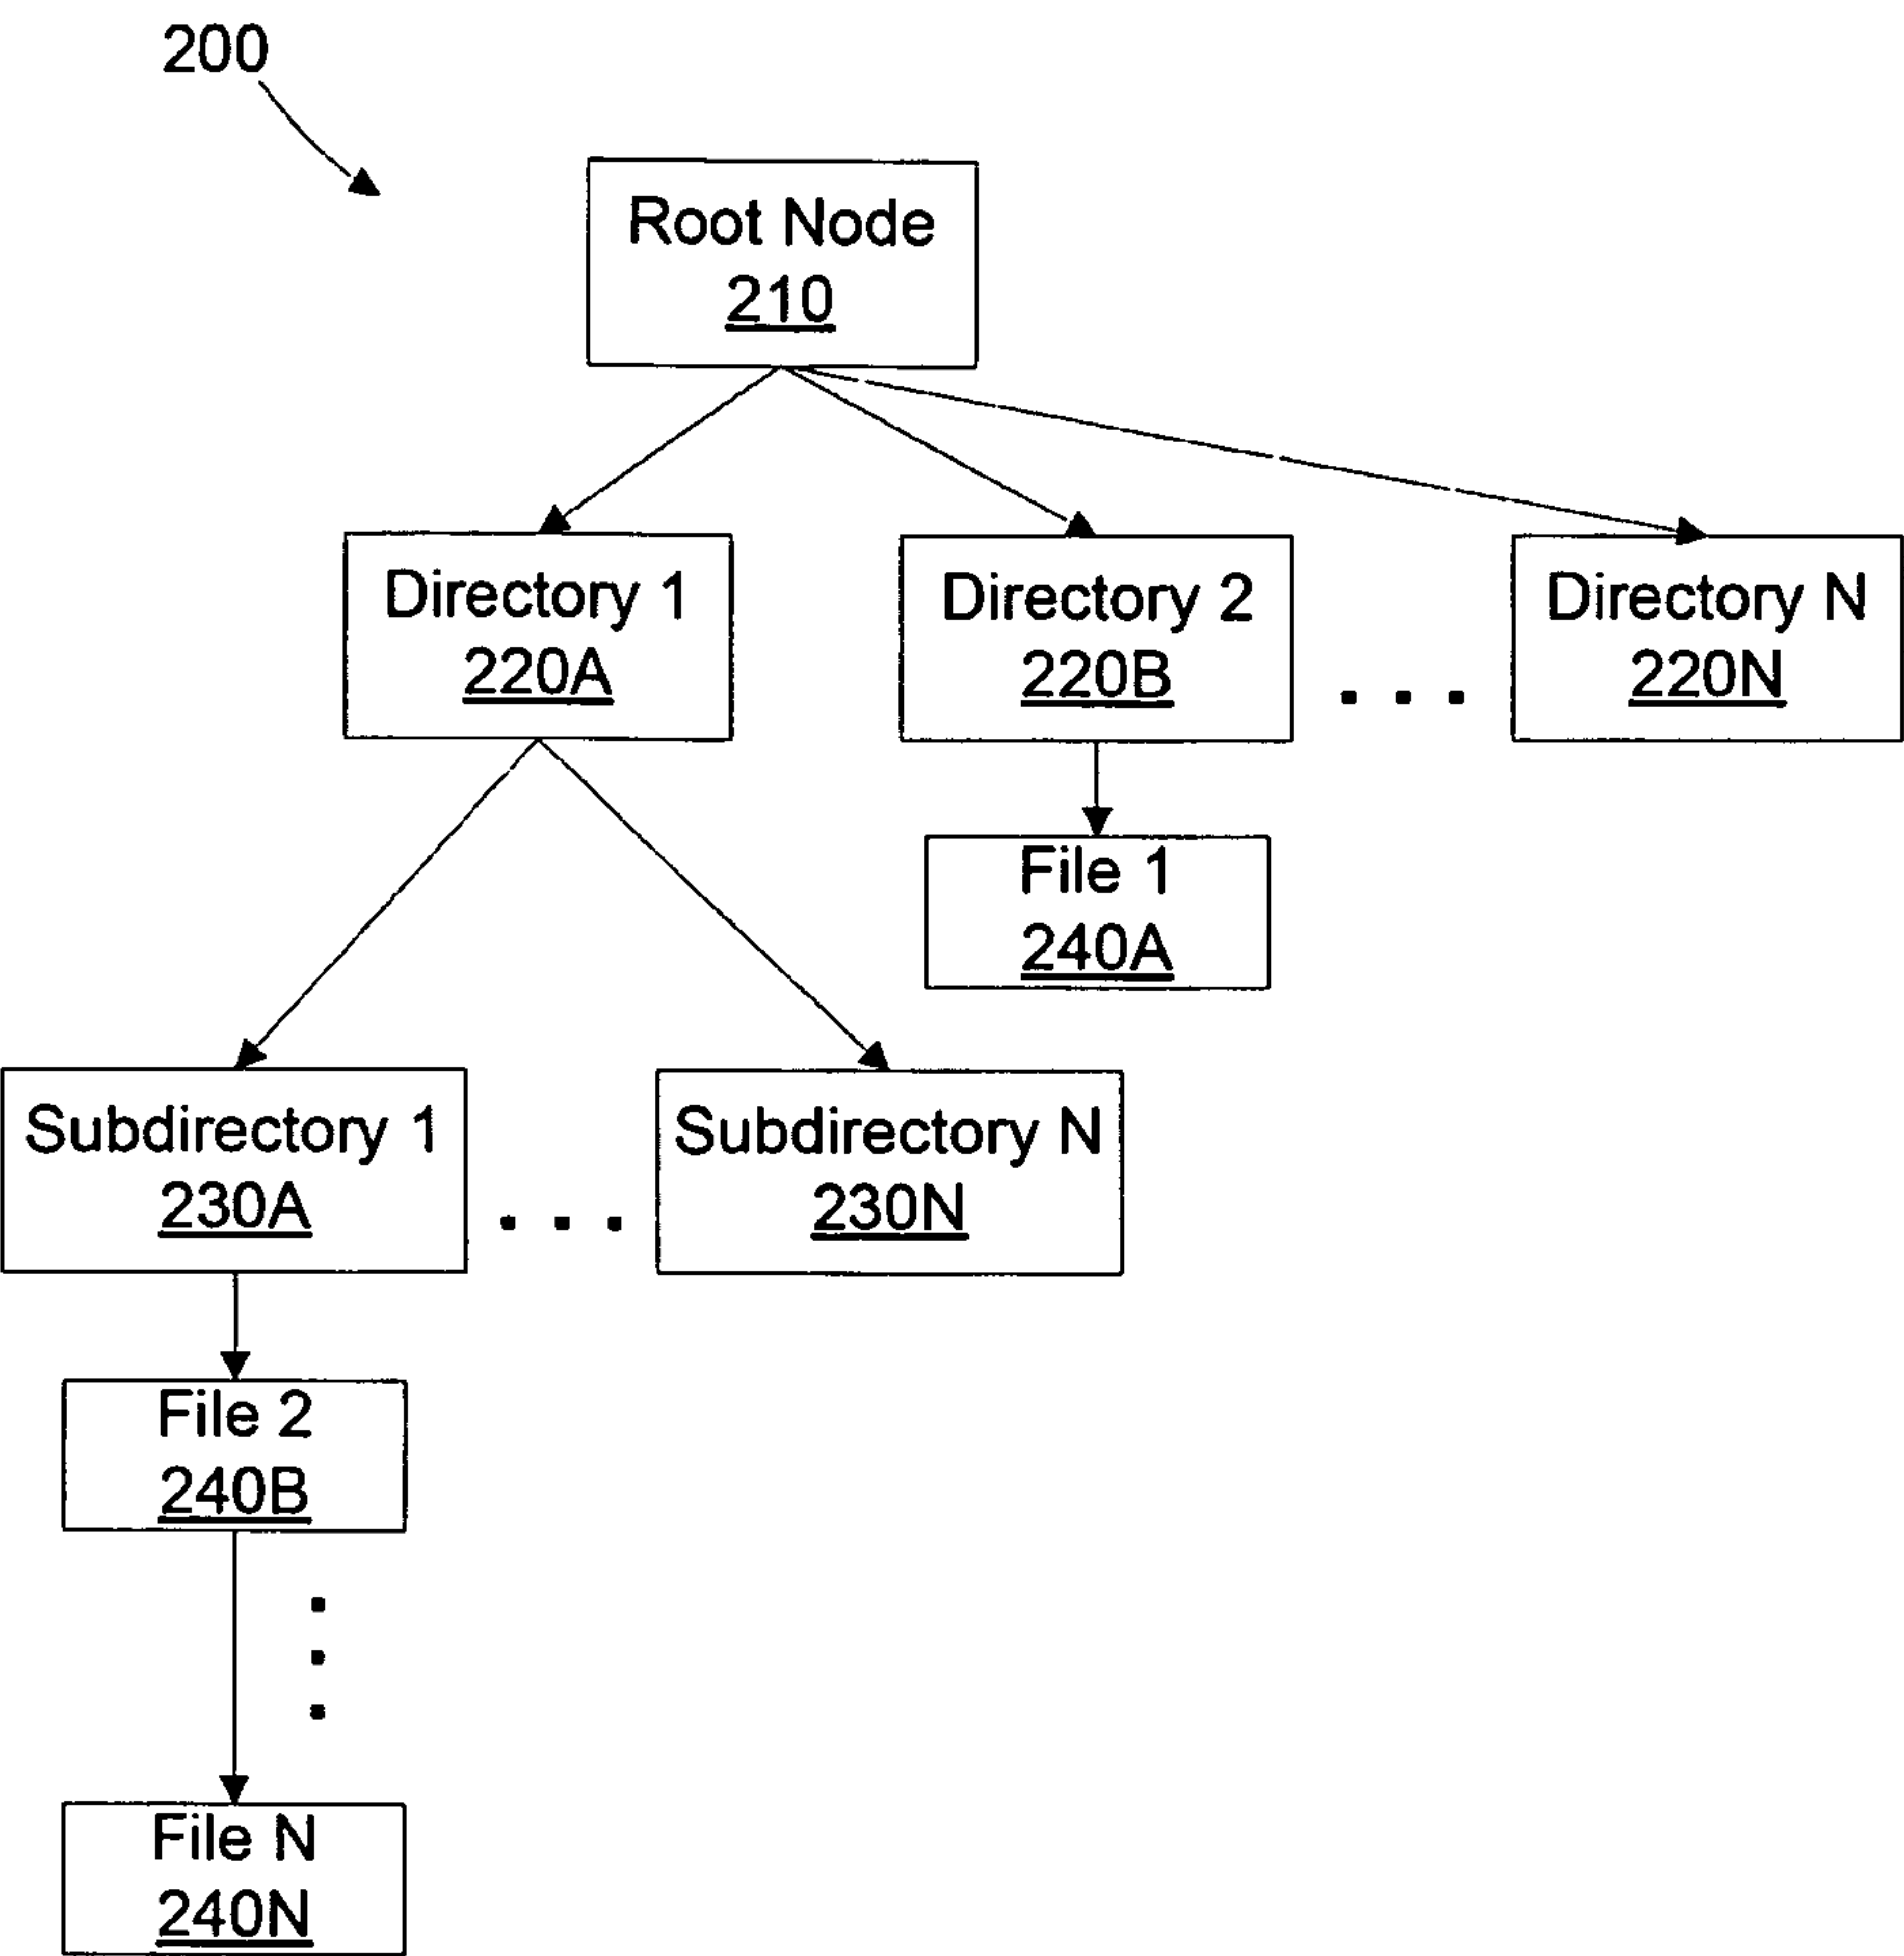 200
Root Node
210
Directory 1
220A
Directory 2
220B
. . .
Directory N
220N
File 1
240A
Subdirectory 1
230A
. . .
Subdirectory N
230N
File 2
240B
File N
240N